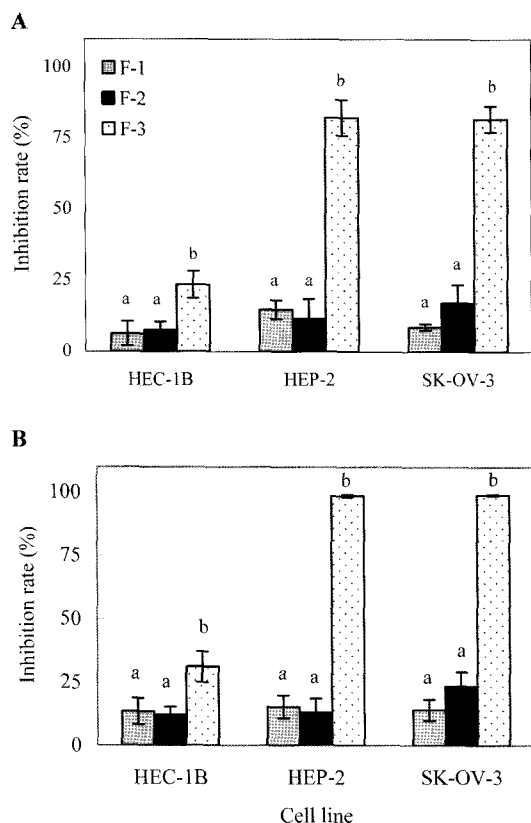 A
Inhibition rate (%)
100
75
50
25
0
F-1
F-2
F-3
a a b
a a b
a a b
HEC-1B HEP-2 SK-OV-3
B
Inhibition rate (%)
100
75
50
25
0
a a b
a a b
a a b
HEC-1B HEP-2 SK-OV-3
Cell line